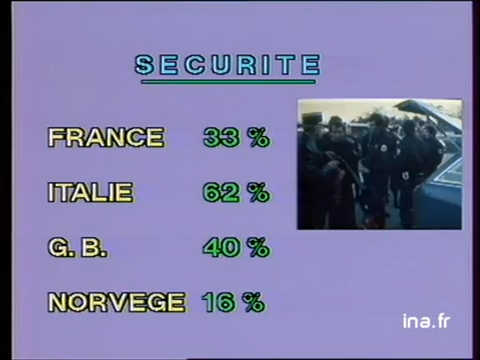 SECURITE
FRANCE 33 %
ITALIE 62 %
G. B. 40 %
NORVEGE 16 %
ina.fr